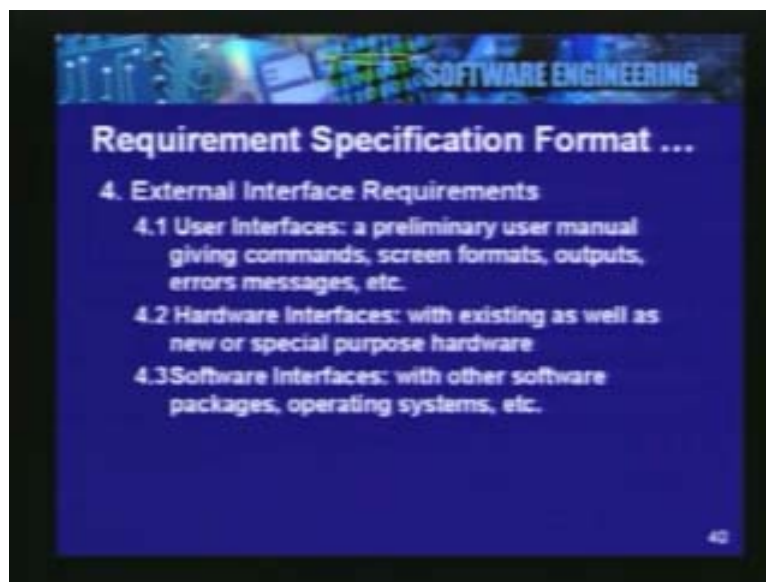 SOFTWARE ENGINEERING
Requirement Specification Format ...
4. External Interface Requirements
4.1 User Interfaces: a preliminary user manual
giving commands, screen formats, outputs,
errors messages, etc.
4.2 Hardware Interfaces: with existing as well as
new or special purpose hardware
4.3Software Interfaces: with other software
packages, operating systems, etc.
40